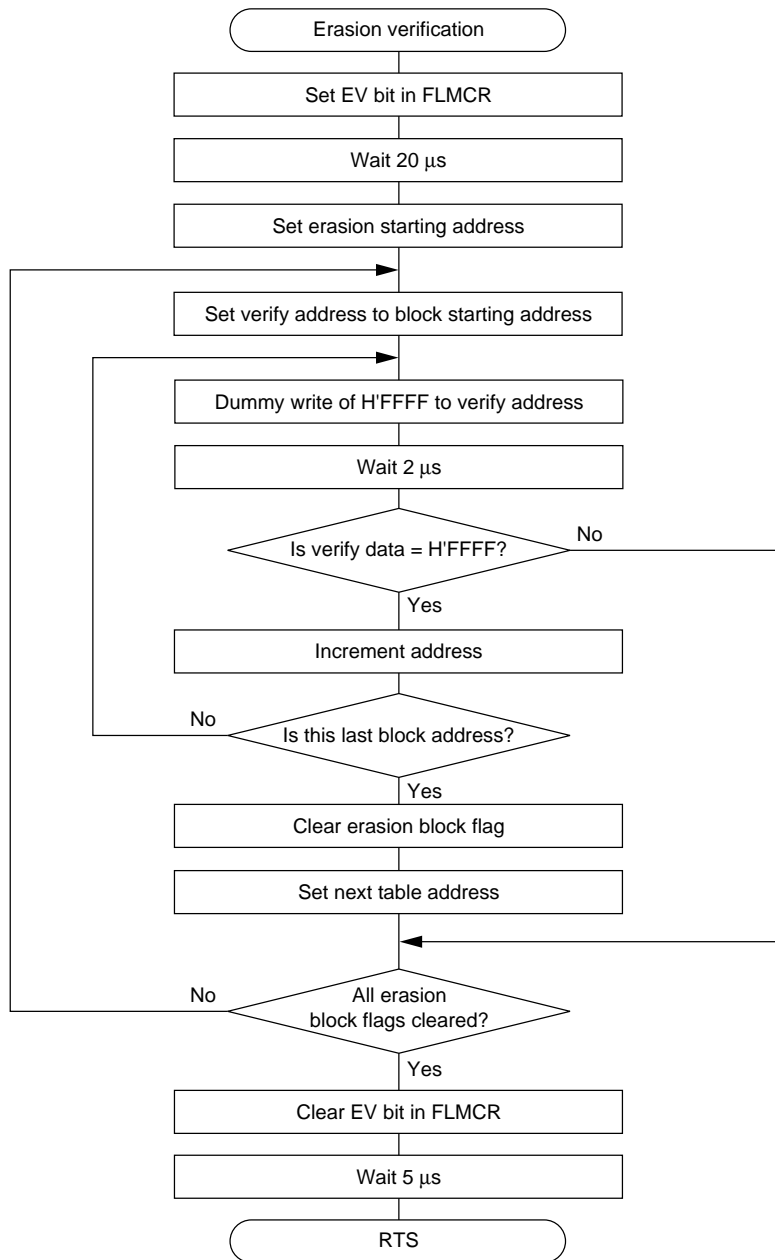 Erasion verification
Set EV bit in FLMCR
Wait 20 μs
Set erasion starting address
Set verify address to block starting address
Dummy write of H'FFFF to verify address
Wait 2 μs
Is verify data = H'FFFF?
No
Yes
Increment address
No
Is this last block address?
Yes
Clear erasion block flag
Set next table address
No
All erasion
block flags cleared?
Yes
Clear EV bit in FLMCR
Wait 5 μs
RTS